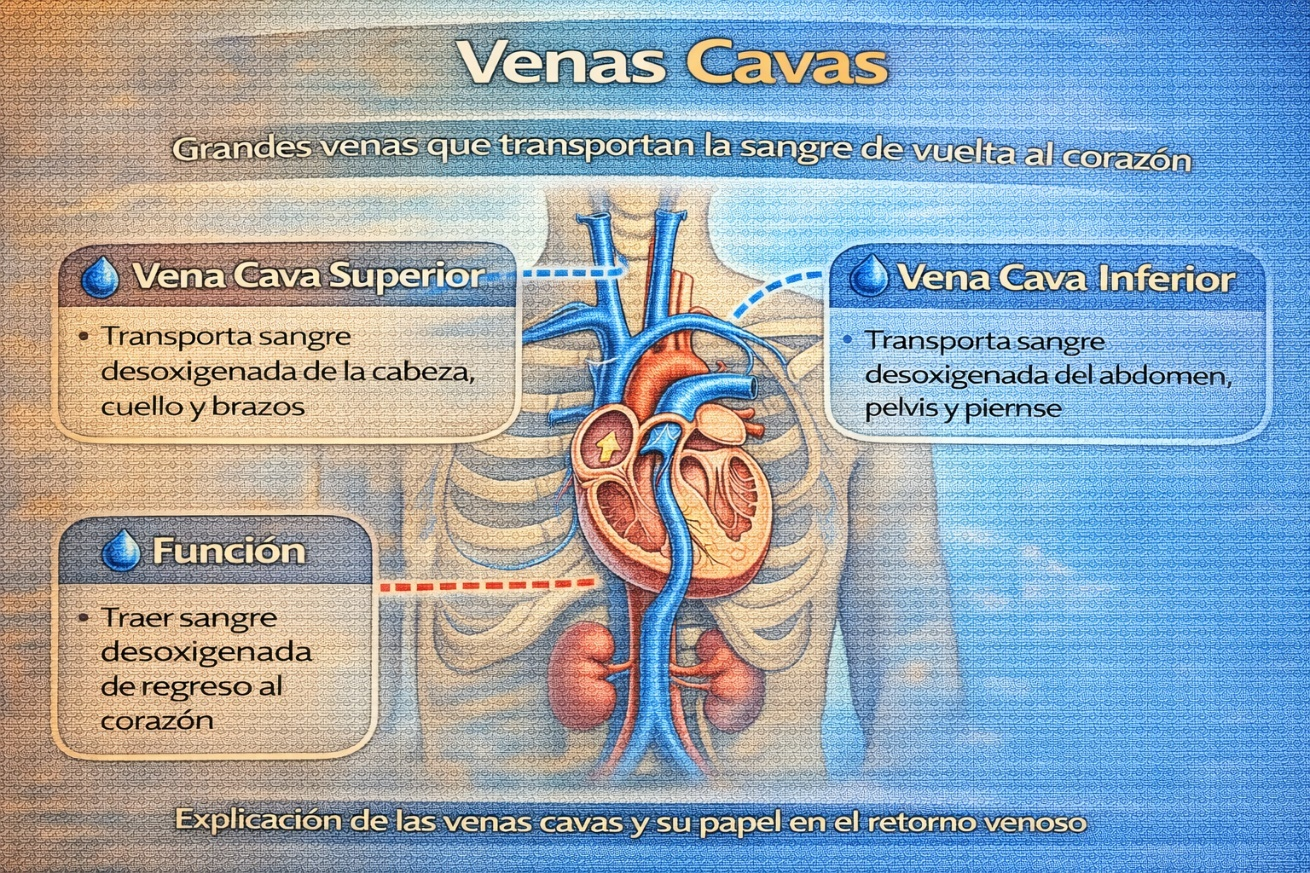 Venas Cavas
Grandes venas que transportan la sangre de vuelta al corazón
Vena Cava Superior
• Transporta sangre
desoxigenada de la cabeza,
cuello y brazos
Vena Cava Inferior
• Transporta sangre
desoxigenada del abdomen,
pelvis y piernse
Función
• Traer sangre
desoxigenada
de regreso al
corazón
Explicación de las venas cavas y su papel en el retorno venoso